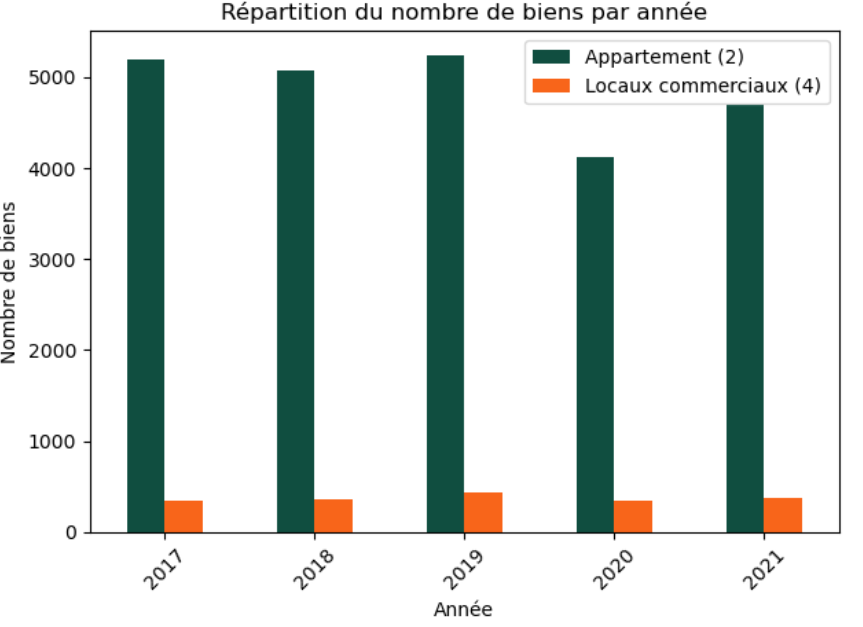 Répartition du nombre de biens par année
Appartement (2)
Locaux commerciaux (4)
Nombre de biens
5000
4000
3000
2000
1000
0
2017
2018
2019
2020
2021
Année